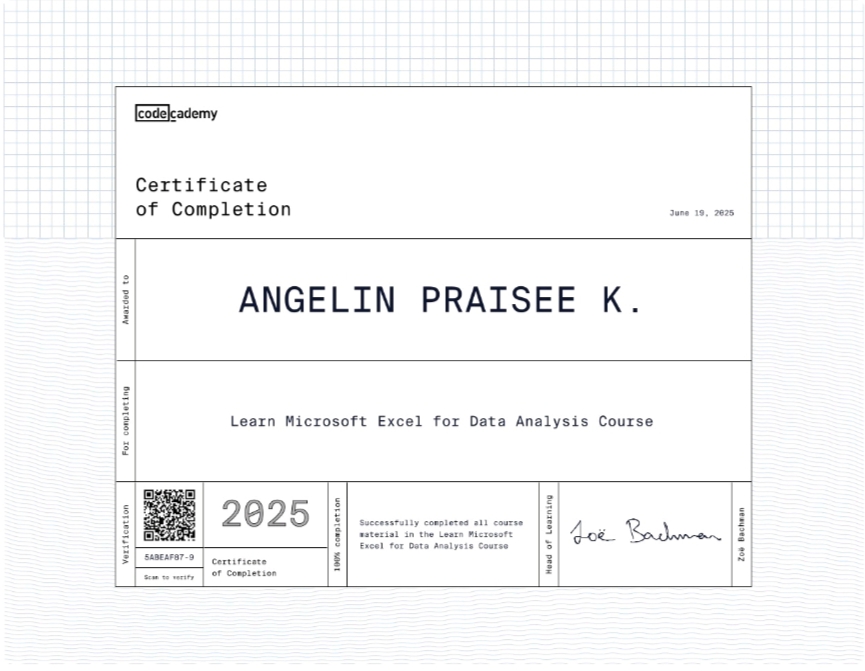 codecademy
Certificate
of Completion
June 19, 2025
Awarded to
ANGELIN PRAISEE K.
For completing
Learn Microsoft Excel for Data Analysis Course
Verification
5ABEAF87-9
Scan to verify
2025
Certificate
of Completion
100% completion
Successfully completed all course
material in the Learn Microsoft
Excel for Data Analysis Course
Head of Learning
Zoë Bachman
Zoë Bachman